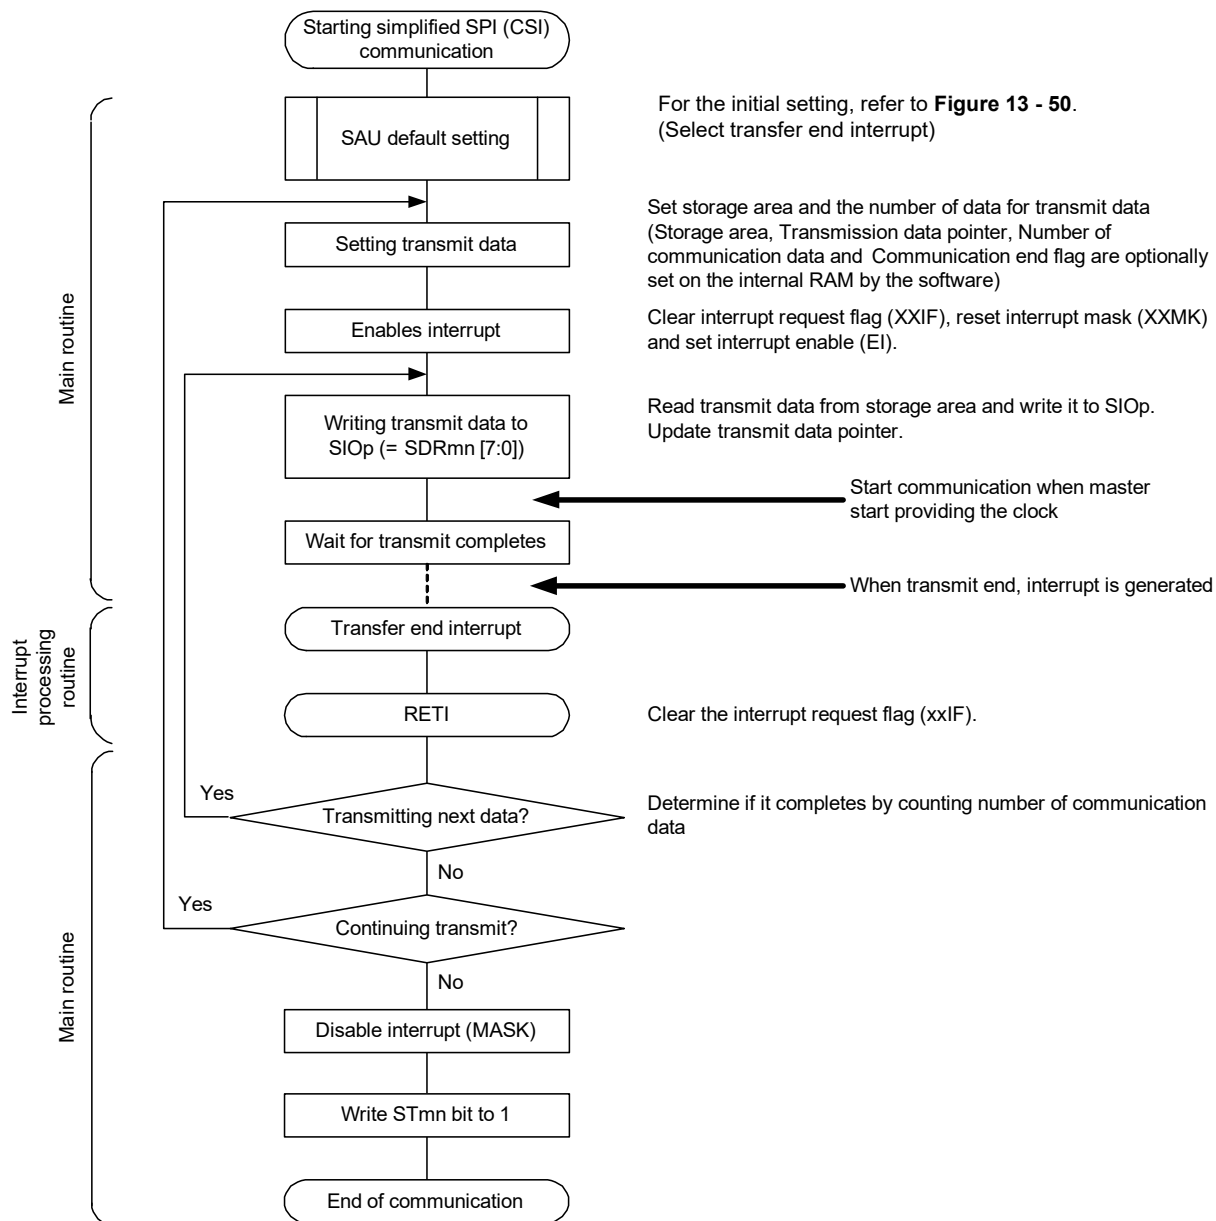 Starting simplified SPI (CSI)
communication
For the initial setting, refer to Figure 13 - 50.
(Select transfer end interrupt)
SAU default setting
Set storage area and the number of data for transmit data
(Storage area, Transmission data pointer, Number of
communication data and Communication end flag are optionally
set on the internal RAM by the software)
Setting transmit data
Main routine
Enables interrupt
Clear interrupt request flag (XXIF), reset interrupt mask (XXMK)
and set interrupt enable (EI).
Writing transmit data to
SIOp (= SDRmn [7:0])
Read transmit data from storage area and write it to SIOp.
Update transmit data pointer.
Start communication when master
start providing the clock
Wait for transmit completes
When transmit end, interrupt is generated
Transfer end interrupt
Interrupt
processing
routine
RETI
Clear the interrupt request flag (xxIF).
Yes
Transmitting next data?
Determine if it completes by counting number of communication
data
No
Yes
Continuing transmit?
No
Main routine
Disable interrupt (MASK)
Write STmn bit to 1
End of communication